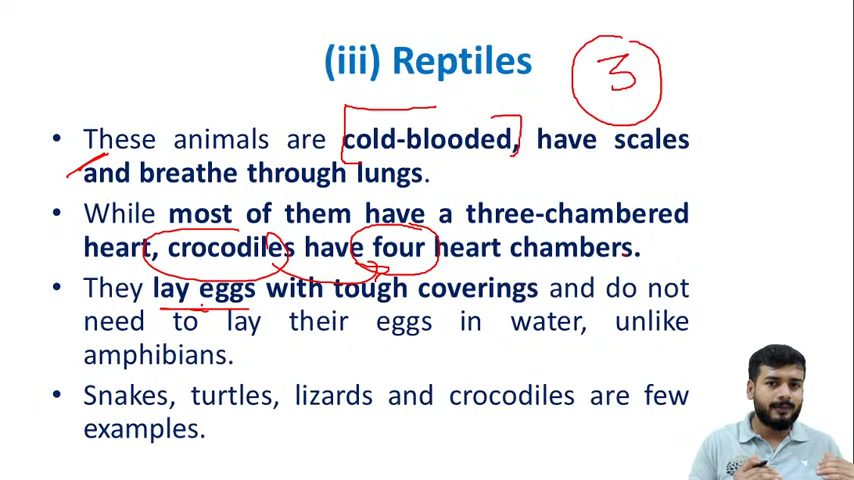 (iii) Reptiles
3
• These animals are cold-blooded, have scales
and breathe through lungs.
• While most of them have a three-chambered
heart, crocodiles have four heart chambers.
• They lay eggs with tough coverings and do not
need to lay their eggs in water, unlike
amphibians.
• Snakes, turtles, lizards and crocodiles are few
examples.